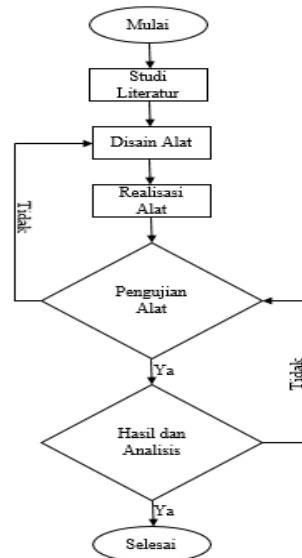 Mulai
Studi
Literatur
Disain Alat
Realisasi
Alat
Tidak
Pengujian
Alat
Ya
Tidak
Hasil dan
Analisis
Ya
Selesai